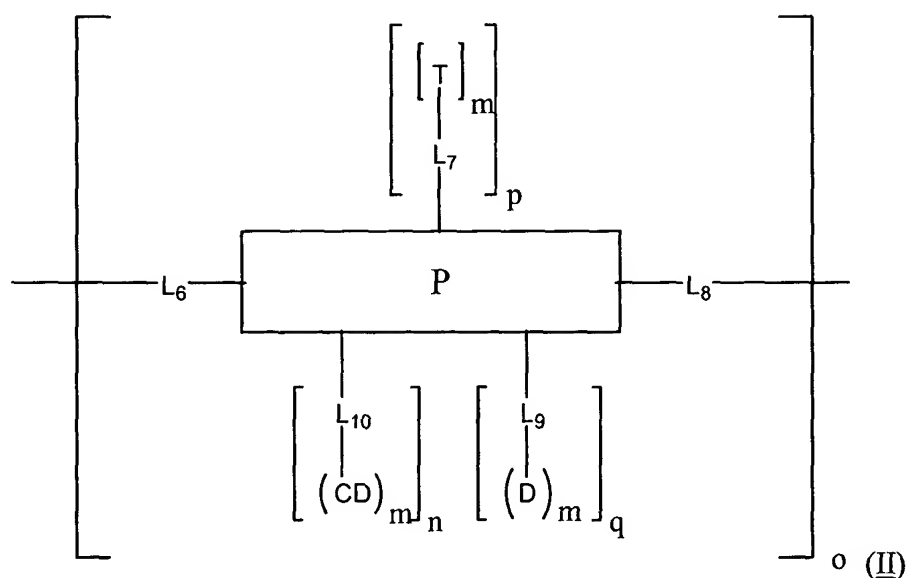 T
m
L₇
p
L₆ P L₈
L₁₀ L₉
(CD)m n (D)m q
o (II)